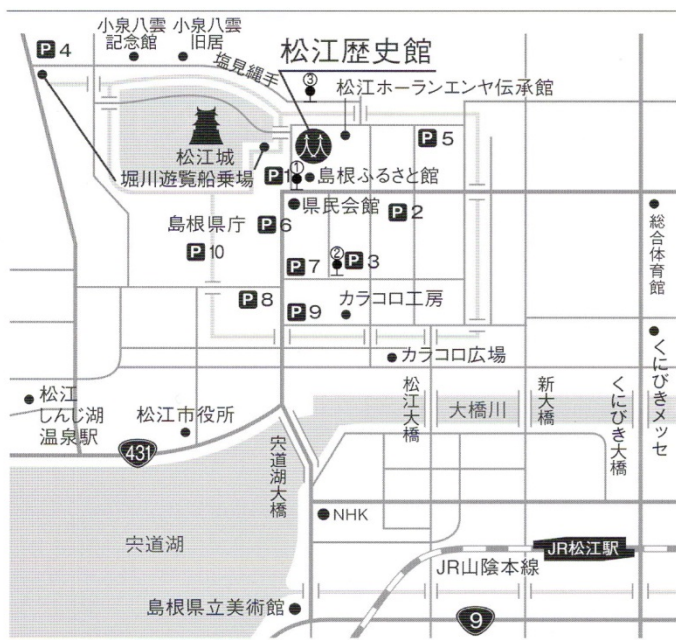 小泉八雲
記念館
小泉八雲
旧居
P4
塩見縄手
松江歴史館
③
松江ホーランエンヤ伝承館
P5
松江城
堀川遊覧船乗場
P1
①
島根ふるさと館
県民会館
P2
島根県庁
P6
P10
②
P3
P7
P8
P9
カラコロ工房
カラコロ広場
総合体育館
くにびきメッセ
松江
しんじ湖
温泉駅
松江市役所
431
宍道湖大橋
松江大橋
大橋川
新大橋
くにびき大橋
宍道湖
NHK
JR松江駅
JR山陰本線
島根県立美術館
9